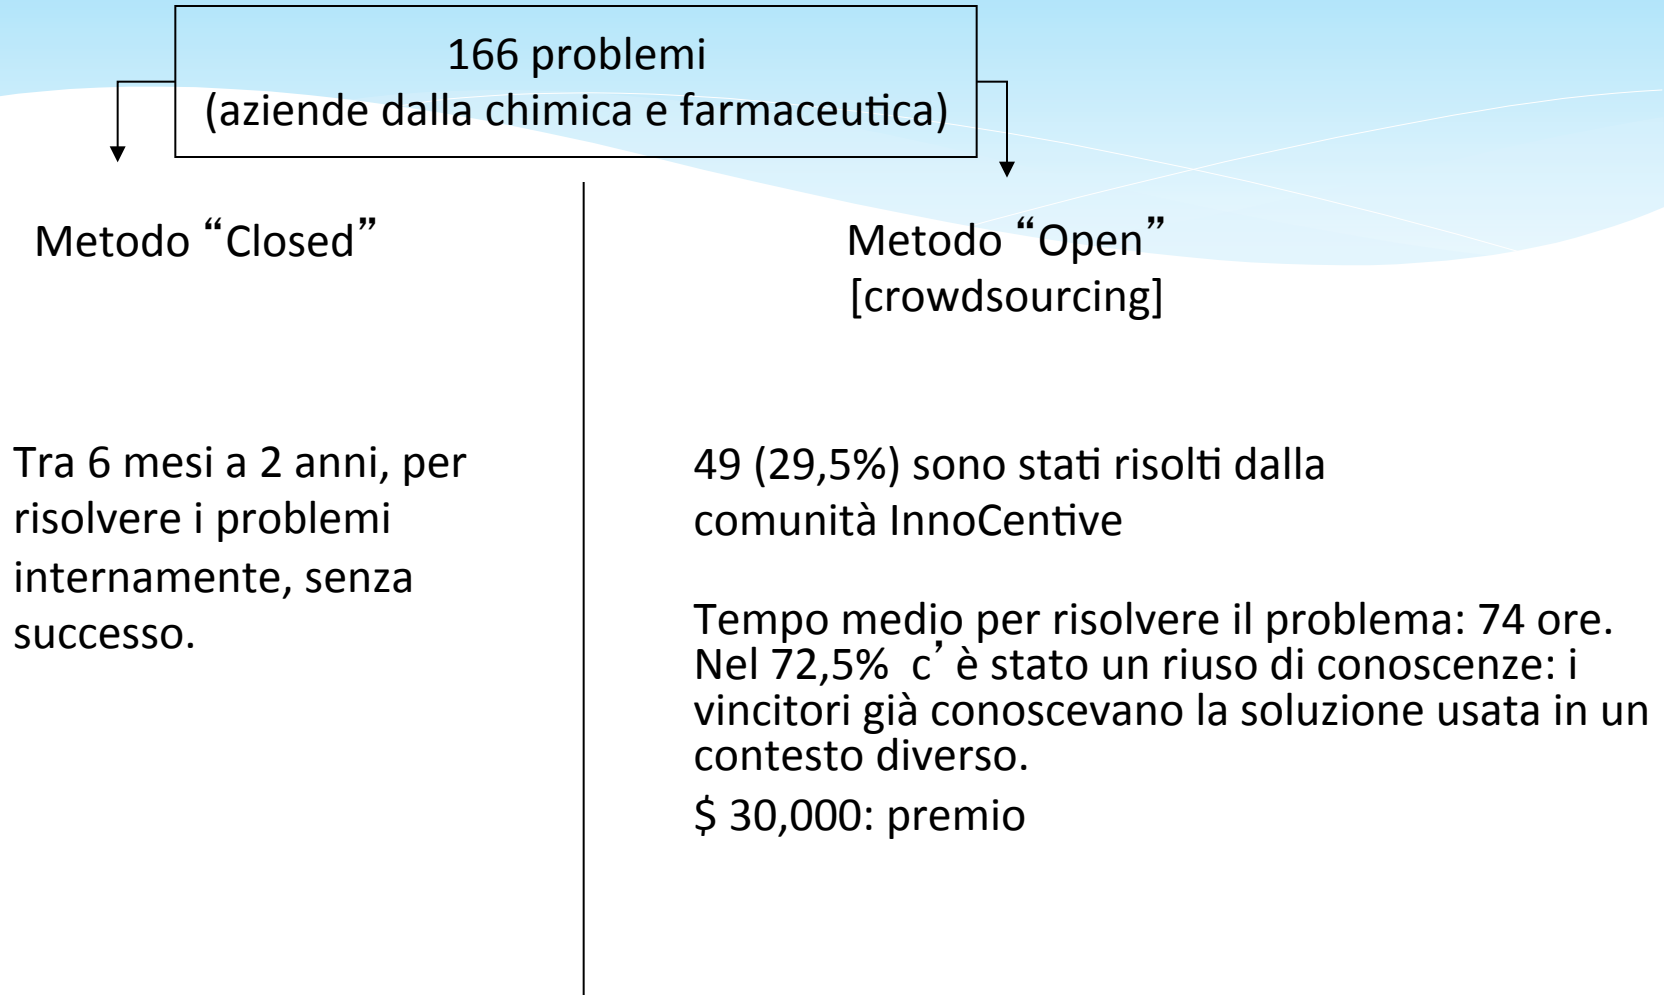 166 problemi
(aziende dalla chimica e farmaceutica)
Metodo “Closed”
Tra 6 mesi a 2 anni, per
risolvere i problemi
internamente, senza
successo.
Metodo “Open”
[crowdsourcing]
49 (29,5%) sono stati risolti dalla
comunità InnoCentive
Tempo medio per risolvere il problema: 74 ore.
Nel 72,5% c’è stato un riuso di conoscenze: i
vincitori già conoscevano la soluzione usata in un
contesto diverso.
$ 30,000: premio